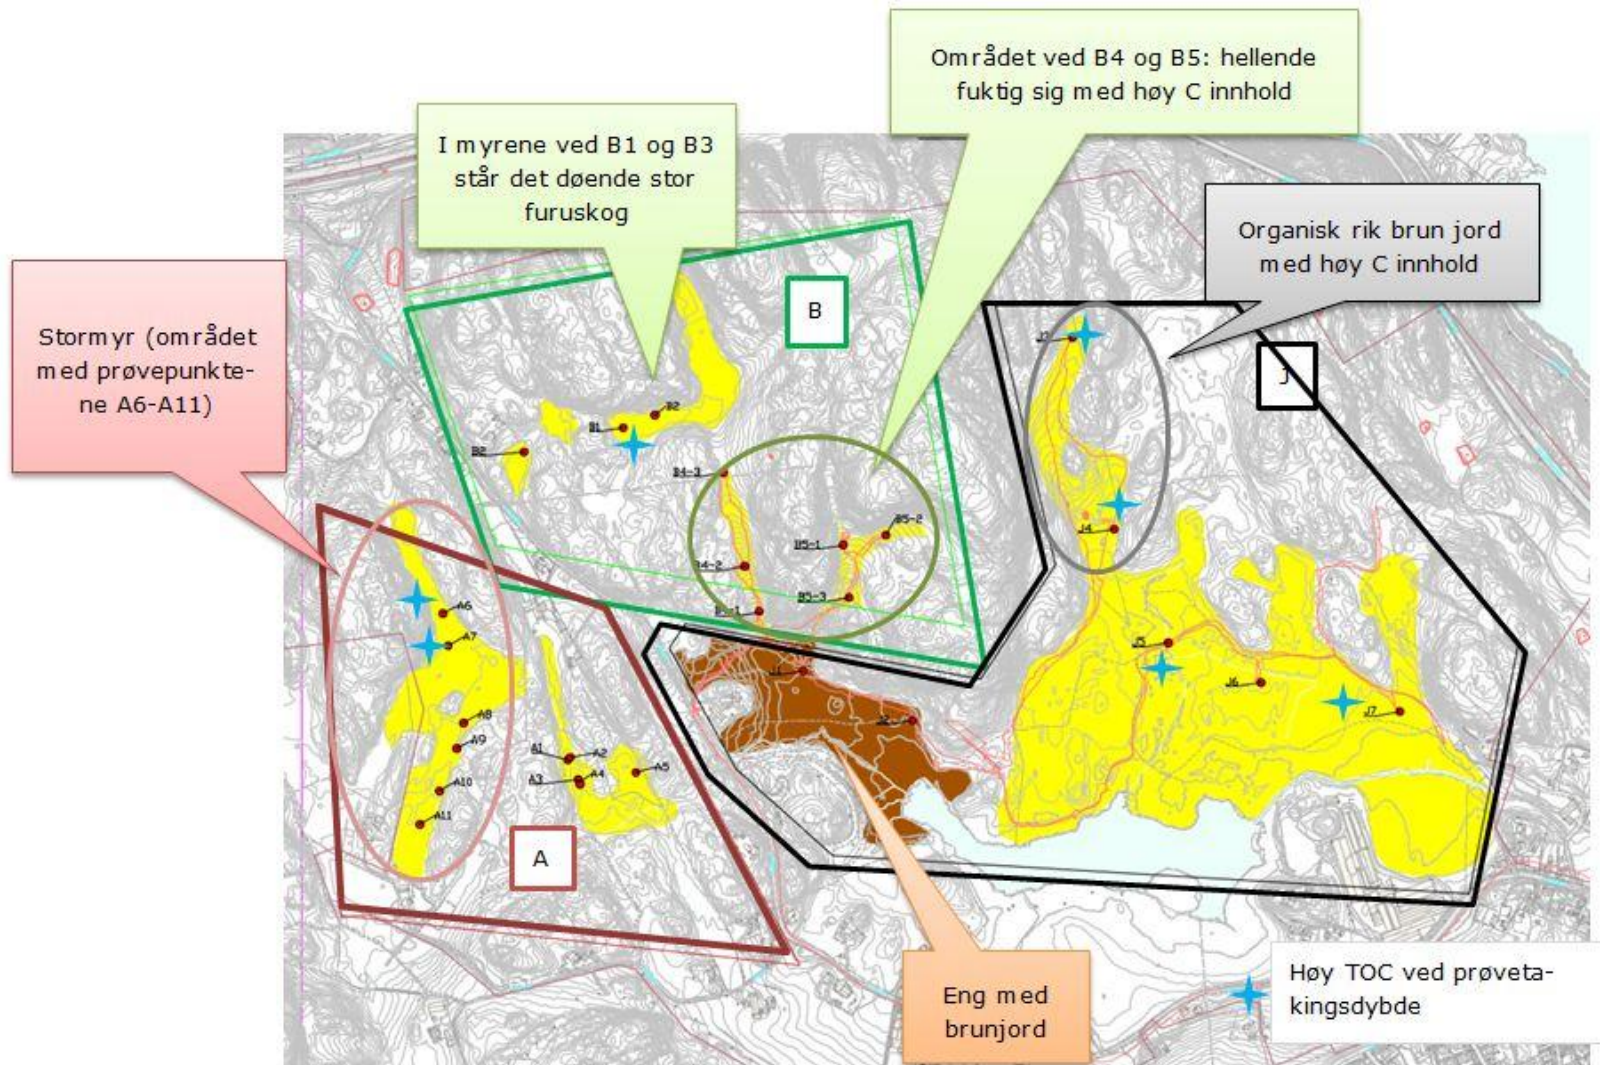 Området ved B4 og B5: hellende
fuktig sig med høy C innhold
I myrene ved B1 og B3
står det døende stor
furuskog
Organisk rik brun jord
med høy C innhold
Stormyr (området
med prøvepunkte-
ne A6-A11)
B
J
J3
B2
B1
B2
B4-3
B5-2
B5-1
J4
B4-2
B5-3
B4-1
A6
A7
J5
J1
J6
J2
J7
A8
A9
A1
A2
A3
A4
A5
A10
A11
A
Eng med
brunjord
Høy TOC ved prøveta-
kingsdybde